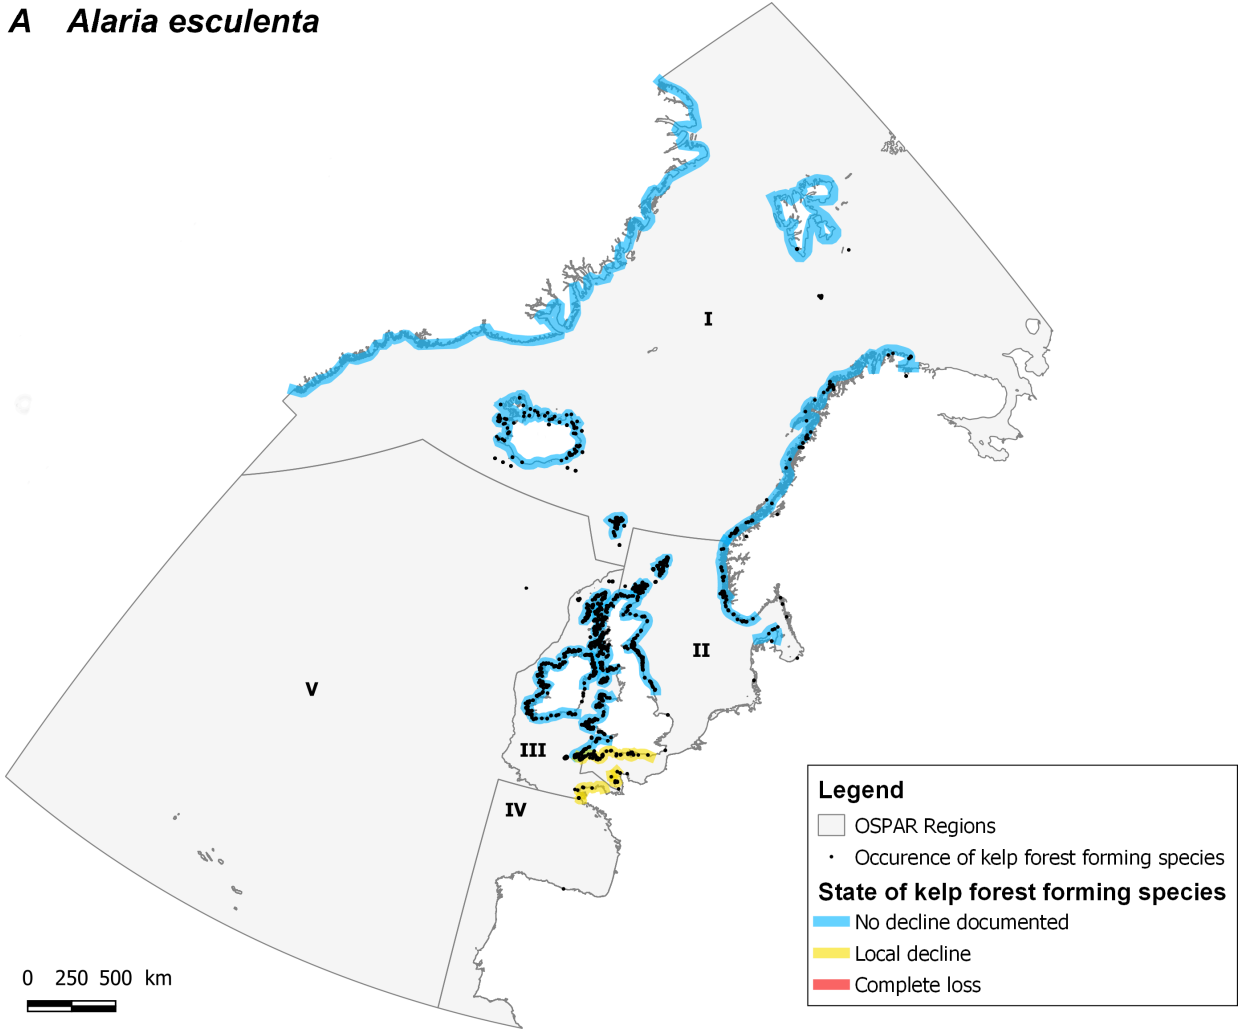 A Alaria esculenta
I
II
V
III
IV
Legend
OSPAR Regions
Occurence of kelp forest forming species
State of kelp forest forming species
No decline documented
Local decline
Complete loss
0 250 500 km